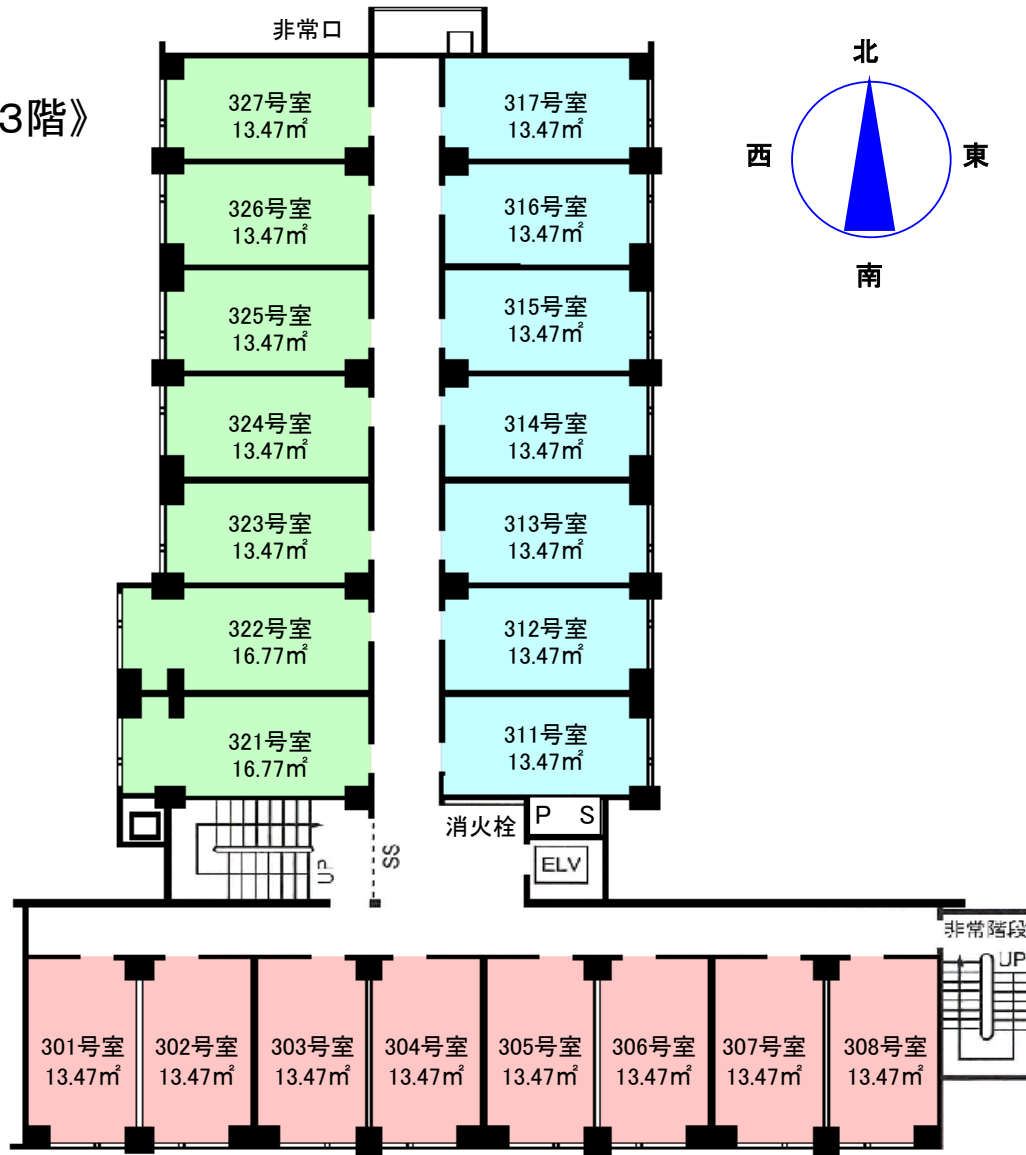 非常口
3階》
北
西
東
南
327号室
13.47㎡
317号室
13.47㎡
326号室
13.47㎡
316号室
13.47㎡
325号室
13.47㎡
315号室
13.47㎡
324号室
13.47㎡
314号室
13.47㎡
323号室
13.47㎡
313号室
13.47㎡
322号室
16.77㎡
312号室
13.47㎡
321号室
16.77㎡
311号室
13.47㎡
消火栓
P S
UP
SS
ELV
非常階段
UP
301号室
13.47㎡
302号室
13.47㎡
303号室
13.47㎡
304号室
13.47㎡
305号室
13.47㎡
306号室
13.47㎡
307号室
13.47㎡
308号室
13.47㎡